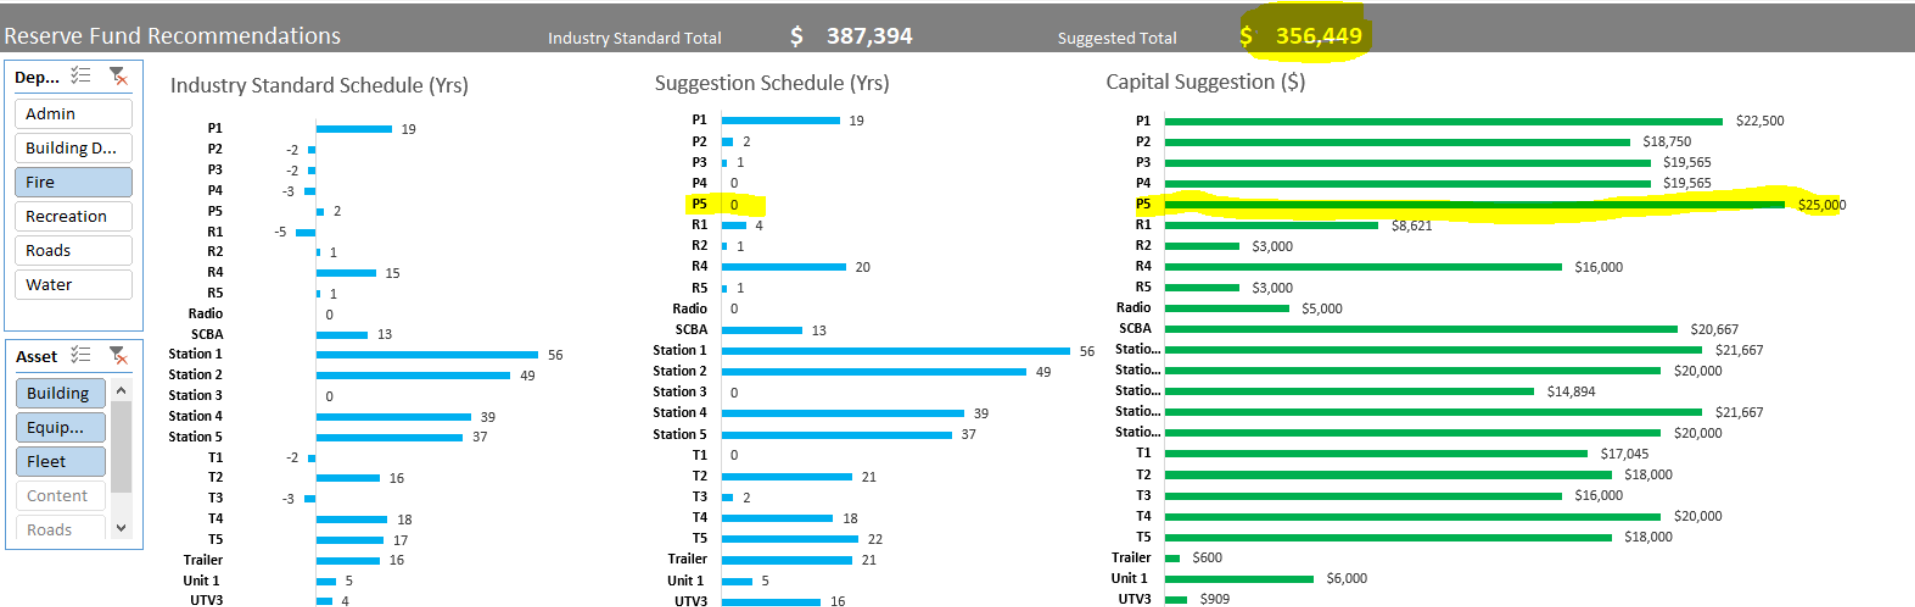 Reserve Fund Recommendations Industry Standard Total $ 387,394 Suggested Total $ 356,449
Dep...
Admin
Building D...
Fire
Recreation
Roads
Water
Asset
Building
Equip...
Fleet
Content
Roads
Industry Standard Schedule (Yrs)
P1 19
P2 -2
P3 -2
P4 -3
P5 2
R1 -5
R2 1
R4 15
R5 1
Radio 0
SCBA 13
Station 1 56
Station 2 49
Station 3 0
Station 4 39
Station 5 37
T1 -2
T2 16
T3 -3
T4 18
T5 17
Trailer 16
Unit 1 5
UTV3 4
Suggestion Schedule (Yrs)
P1 19
P2 2
P3 1
P4 0
P5 0
R1 4
R2 1
R4 20
R5 1
Radio 0
SCBA 13
Station 1 56
Station 2 49
Station 3 0
Station 4 39
Station 5 37
T1 0
T2 21
T3 2
T4 18
T5 22
Trailer 21
Unit 1 5
UTV3 16
Capital Suggestion ($)
P1 $22,500
P2 $18,750
P3 $19,565
P4 $19,565
P5 $25,000
R1 $8,621
R2 $3,000
R4 $16,000
R5 $3,000
Radio $5,000
SCBA $20,667
Statio... $21,667
Statio... $20,000
Statio... $14,894
Statio... $21,667
Statio... $20,000
T1 $17,045
T2 $18,000
T3 $16,000
T4 $20,000
T5 $18,000
Trailer $600
Unit 1 $6,000
UTV3 $909